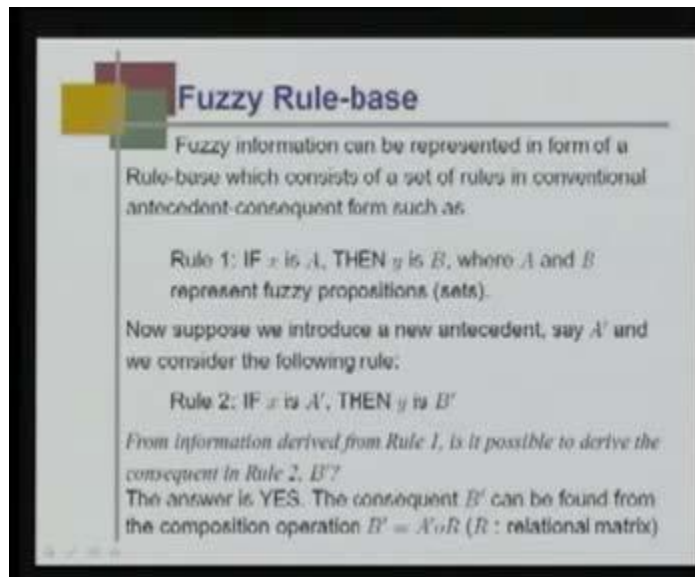 Fuzzy Rule-base
Fuzzy information can be represented in form of a
Rule-base which consists of a set of rules in conventional
antecedent-consequent form such as
Rule 1: IF x is A, THEN y is B, where A and B
represent fuzzy propositions (sets).
Now suppose we introduce a new antecedent, say A' and
we consider the following rule:
Rule 2: IF x is A', THEN y is B'
From information derived from Rule 1, is it possible to derive the
consequent in Rule 2, B'?
The answer is YES. The consequent B' can be found from
the composition operation B' = A'oR (R : relational matrix)